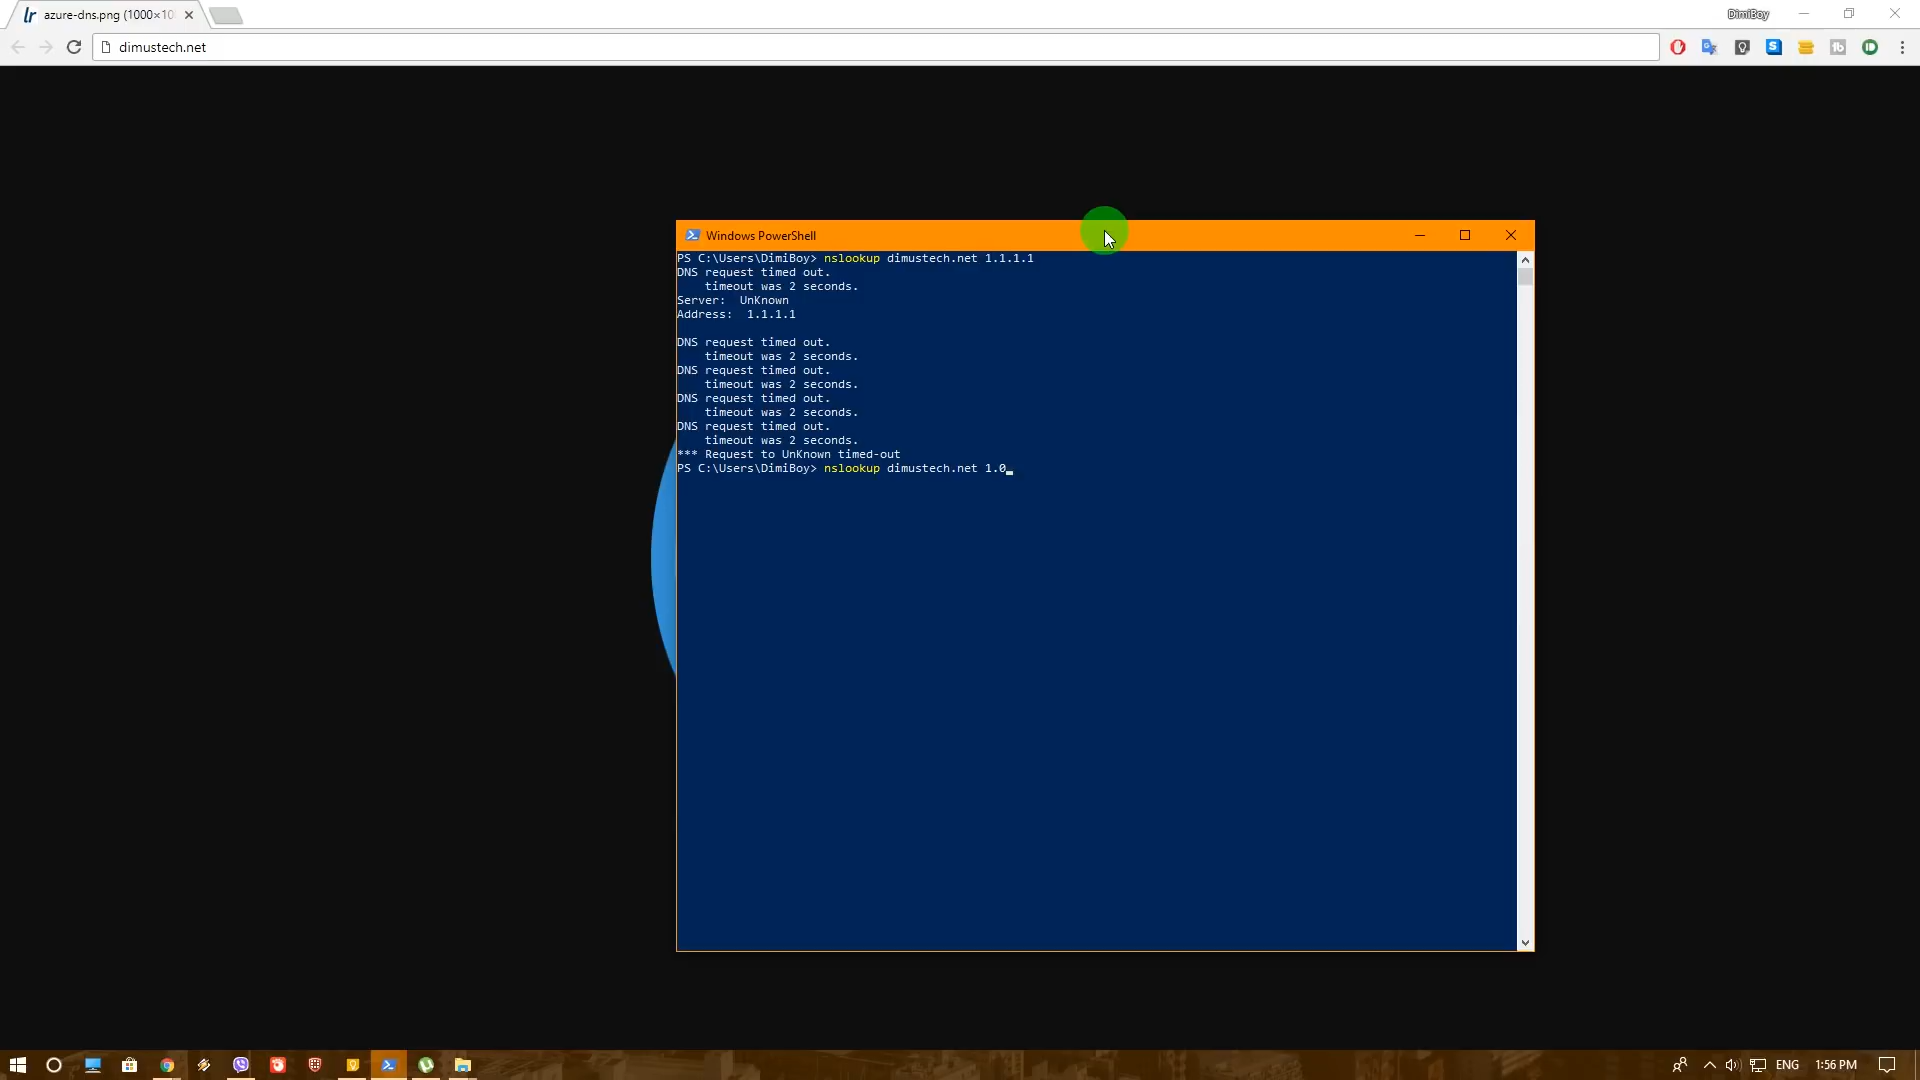 azure-dns.png (1000×10
DimiBoy
dimustech.net
Windows PowerShell
PS C:\Users\DimiBoy> nslookup dimustech.net 1.1.1.1
DNS request timed out.
    timeout was 2 seconds.
Server:  UnKnown
Address:  1.1.1.1
DNS request timed out.
    timeout was 2 seconds.
DNS request timed out.
    timeout was 2 seconds.
DNS request timed out.
    timeout was 2 seconds.
DNS request timed out.
    timeout was 2 seconds.
*** Request to UnKnown timed-out
PS C:\Users\DimiBoy> nslookup dimustech.net 1.0_
ENG
1:56 PM